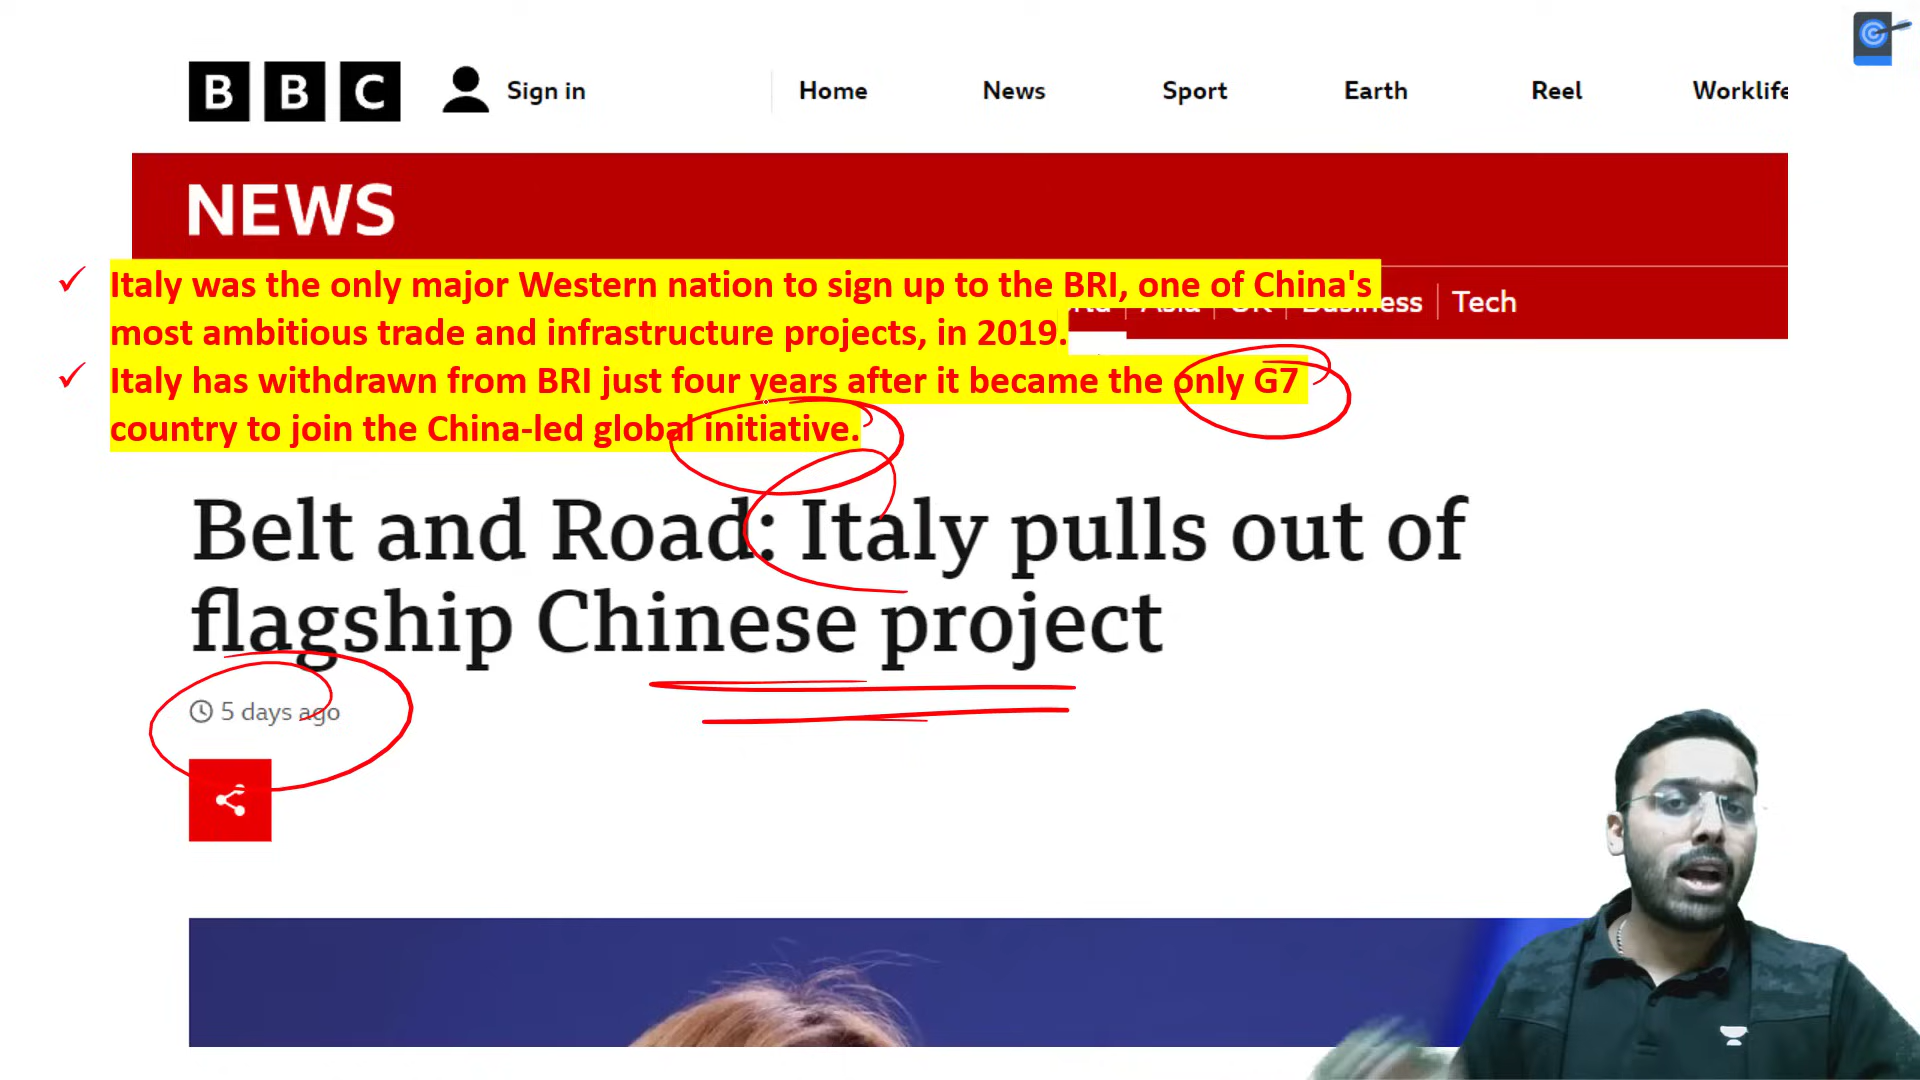 BBC Sign in Home News Sport Earth Reel Worklife
NEWS
✓ Italy was the only major Western nation to sign up to the BRI, one of China's
most ambitious trade and infrastructure projects, in 2019.
Tech
✓ Italy has withdrawn from BRI just four years after it became the only G7
country to join the China-led global initiative.
Belt and Road: Italy pulls out of
flagship Chinese project
5 days ago